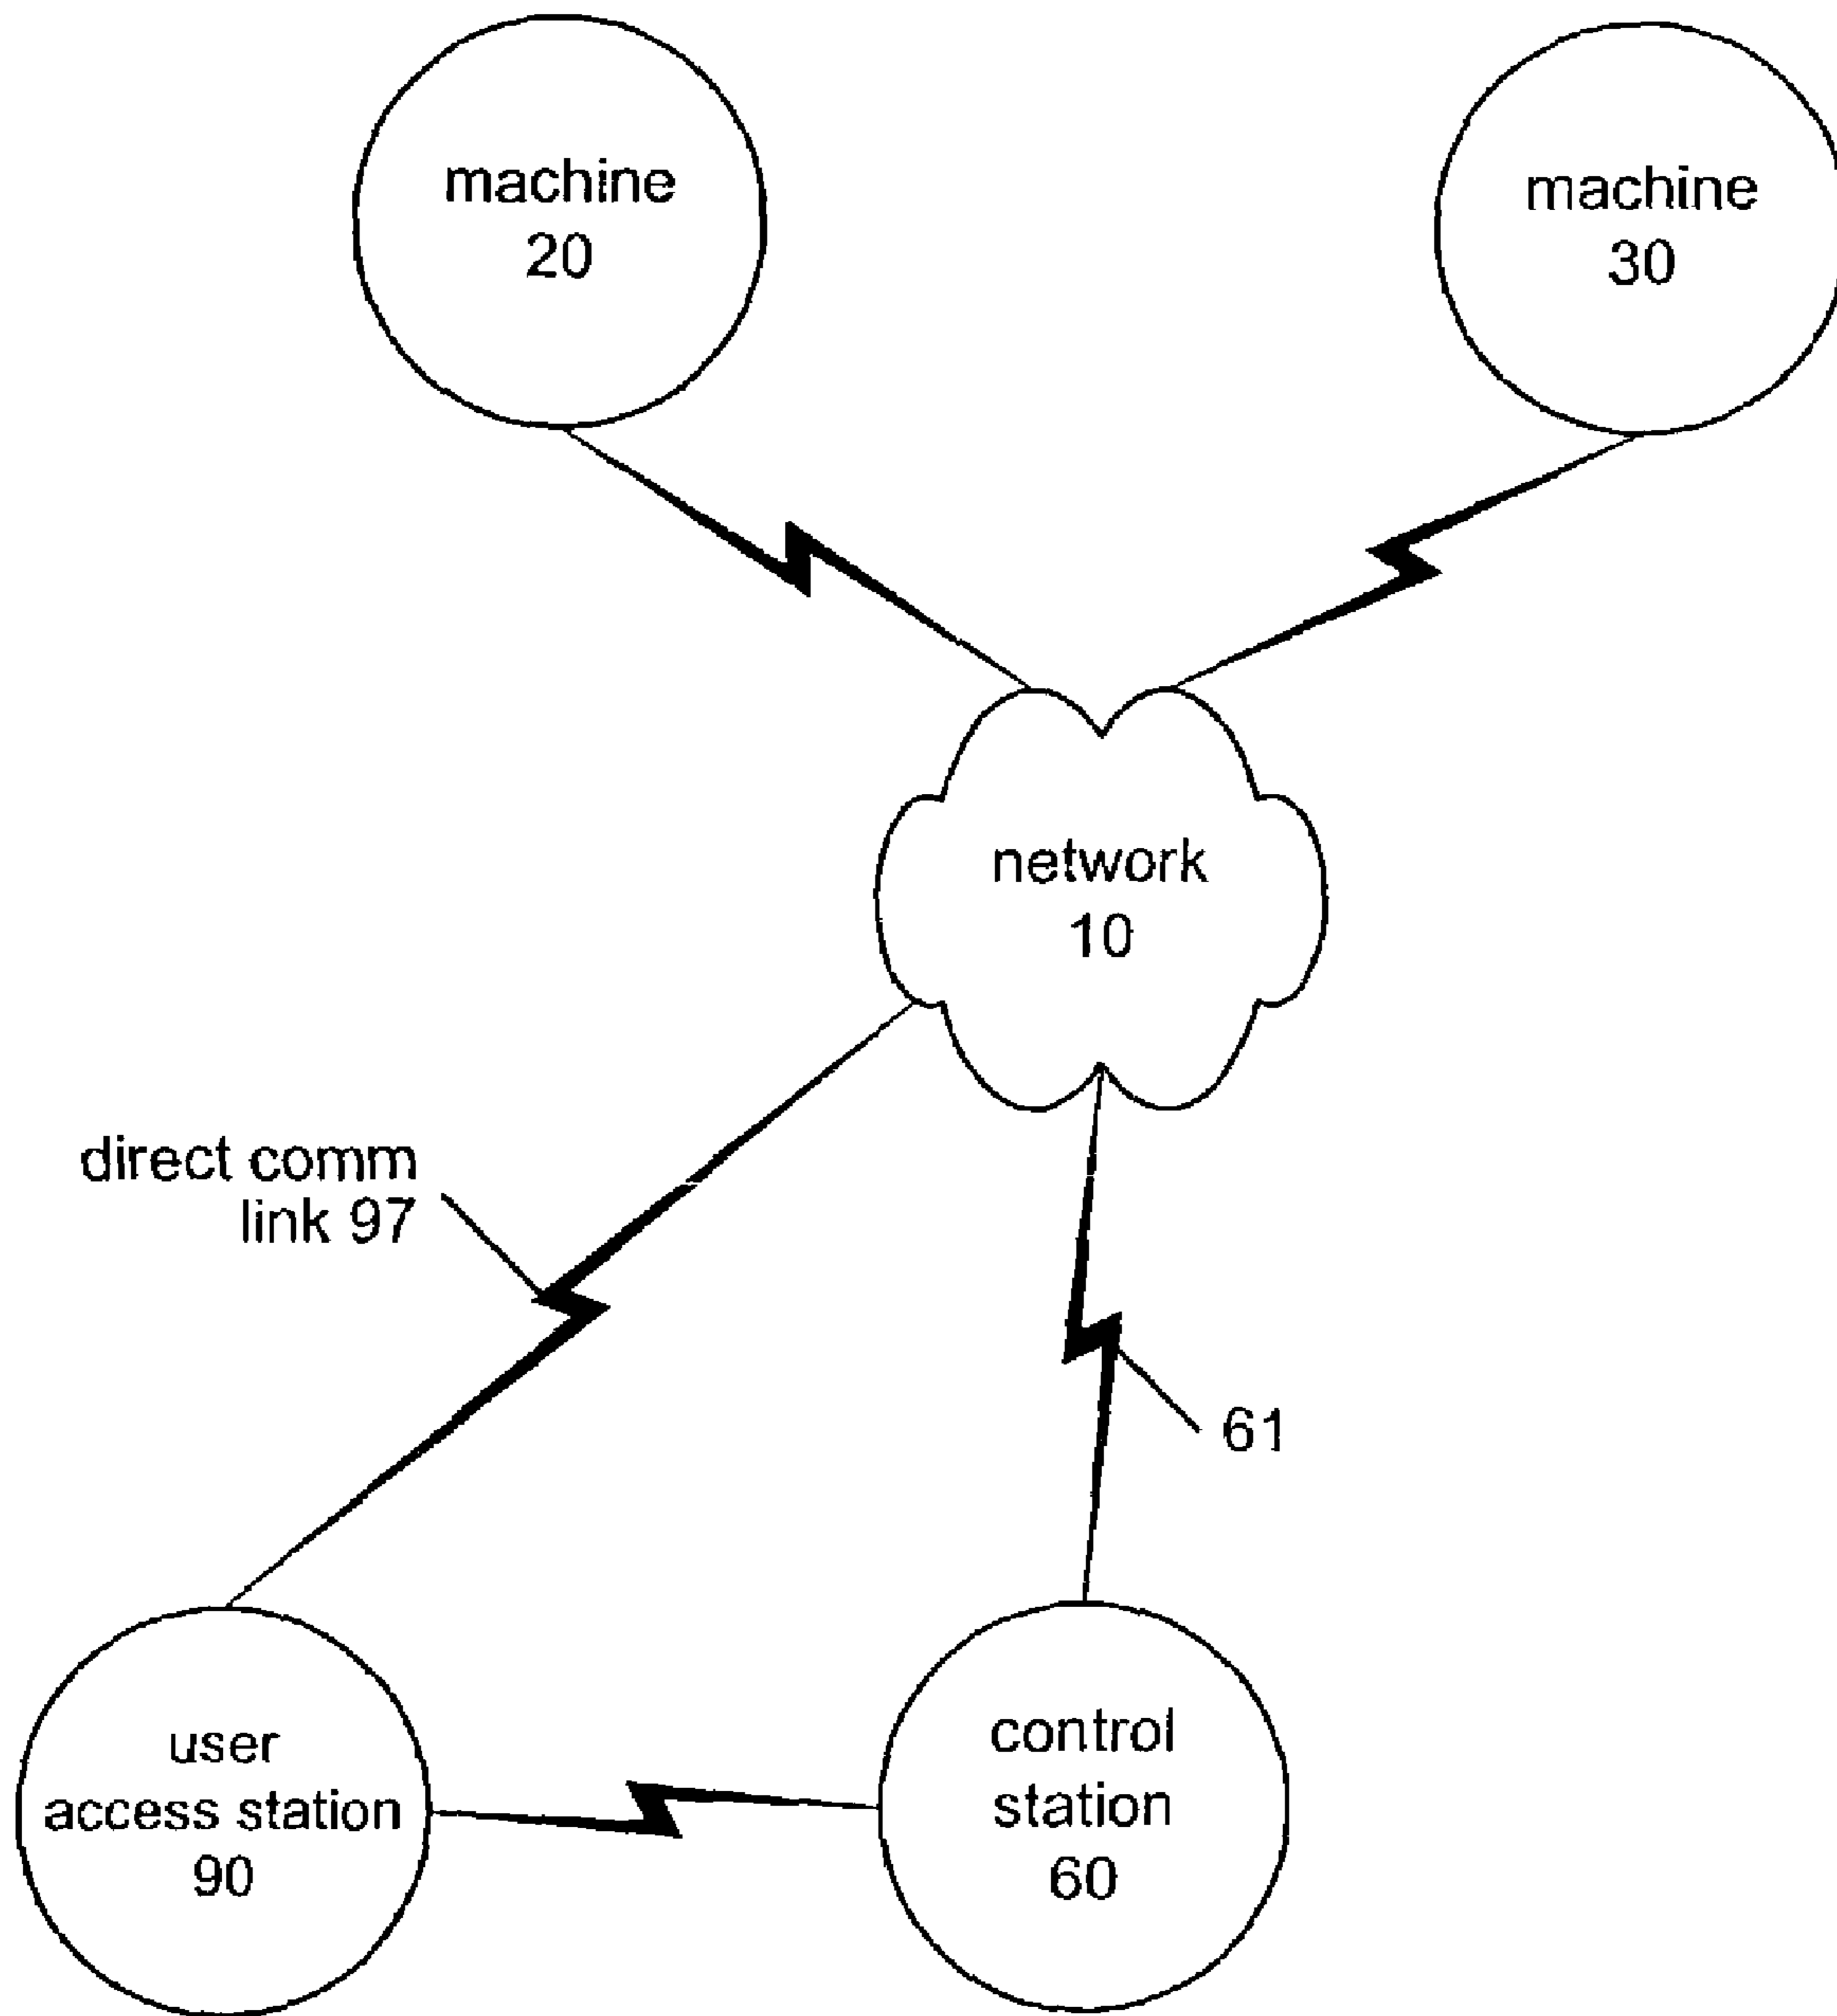 machine
20
machine
30
network
10
direct comm
link 97
61
user
access station
90
control
station
60